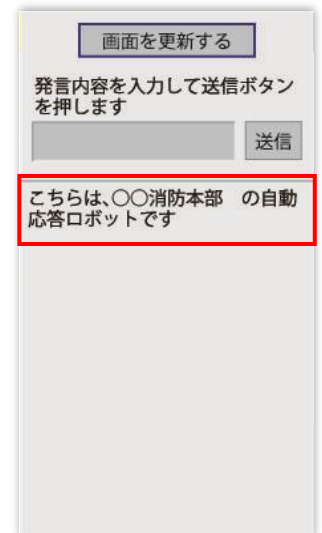 画面を更新する
発言内容を入力して送信ボタン
を押します
送信
こちらは、〇〇消防本部　の自動
応答ロボットです